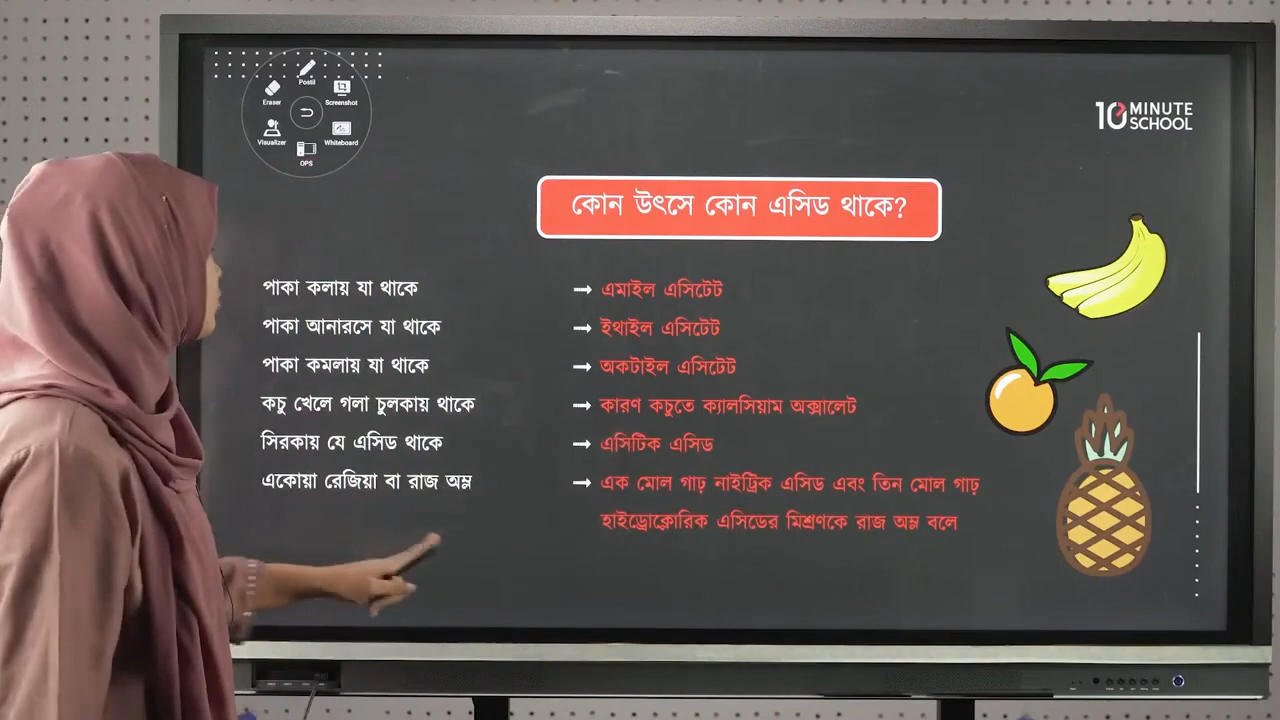 Postil
Eraser
Screenshot
Visualizer
Whiteboard
OPS
10 MINUTE
SCHOOL
কোন উৎসে কোন এসিড থাকে?
পাকা কলায় যা থাকে → এমাইল এসিটেট
পাকা আনারসে যা থাকে → ইথাইল এসিটেট
পাকা কমলায় যা থাকে → অকটাইল এসিটেট
কচু খেলে গলা চুলকায় থাকে → কারণ কচুতে ক্যালসিয়াম অক্সালেট
সিরকায় যে এসিড থাকে → এসিটিক এসিড
একোয়া রেজিয়া বা রাজ অম্ল → এক মোল গাঢ় নাইট্রিক এসিড এবং তিন মোল গাঢ়
হাইড্রোক্লোরিক এসিডের মিশ্রণকে রাজ অম্ল বলে